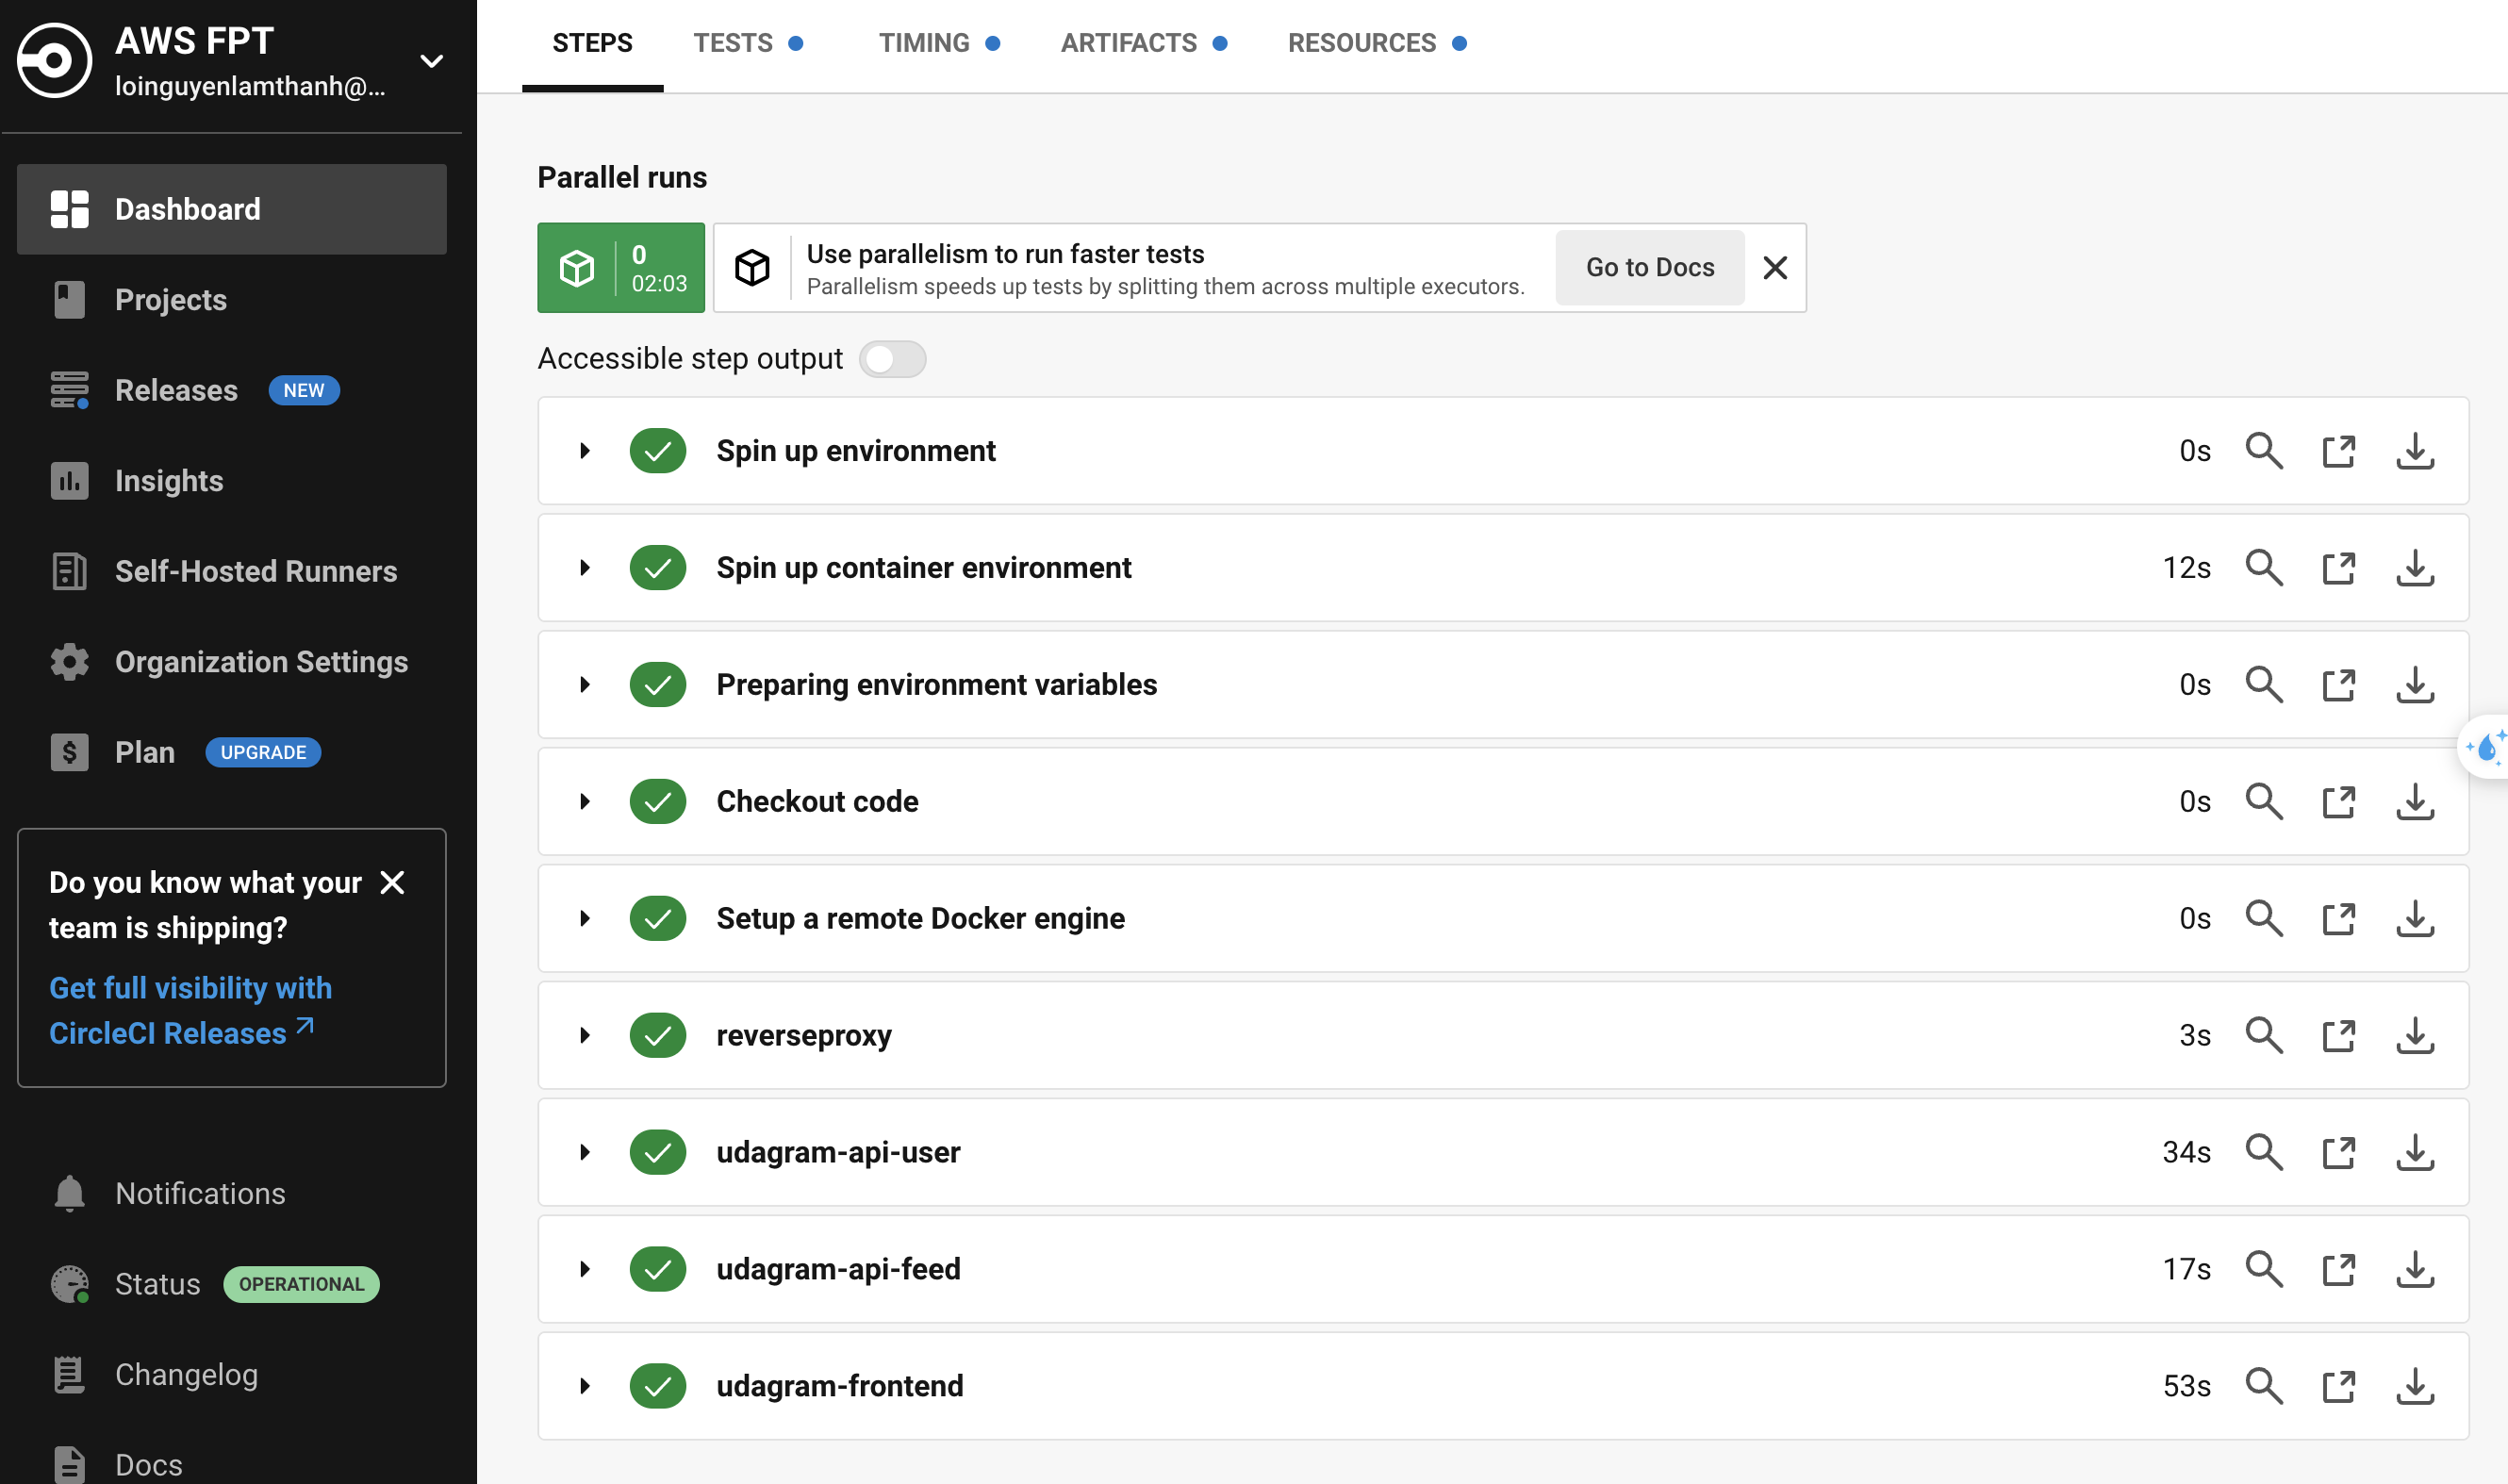 AWS FPT
loinguyenlamthanh@...
Dashboard
Projects
Releases NEW
Insights
Self-Hosted Runners
Organization Settings
Plan UPGRADE
Do you know what your
team is shipping?
Get full visibility with
CircleCI Releases
Notifications
Status OPERATIONAL
Changelog
Docs
STEPS TESTS TIMING ARTIFACTS RESOURCES
Parallel runs
0
02:03
Use parallelism to run faster tests
Parallelism speeds up tests by splitting them across multiple executors.
Go to Docs
Accessible step output
Spin up environment 0s
Spin up container environment 12s
Preparing environment variables 0s
Checkout code 0s
Setup a remote Docker engine 0s
reverseproxy 3s
udagram-api-user 34s
udagram-api-feed 17s
udagram-frontend 53s